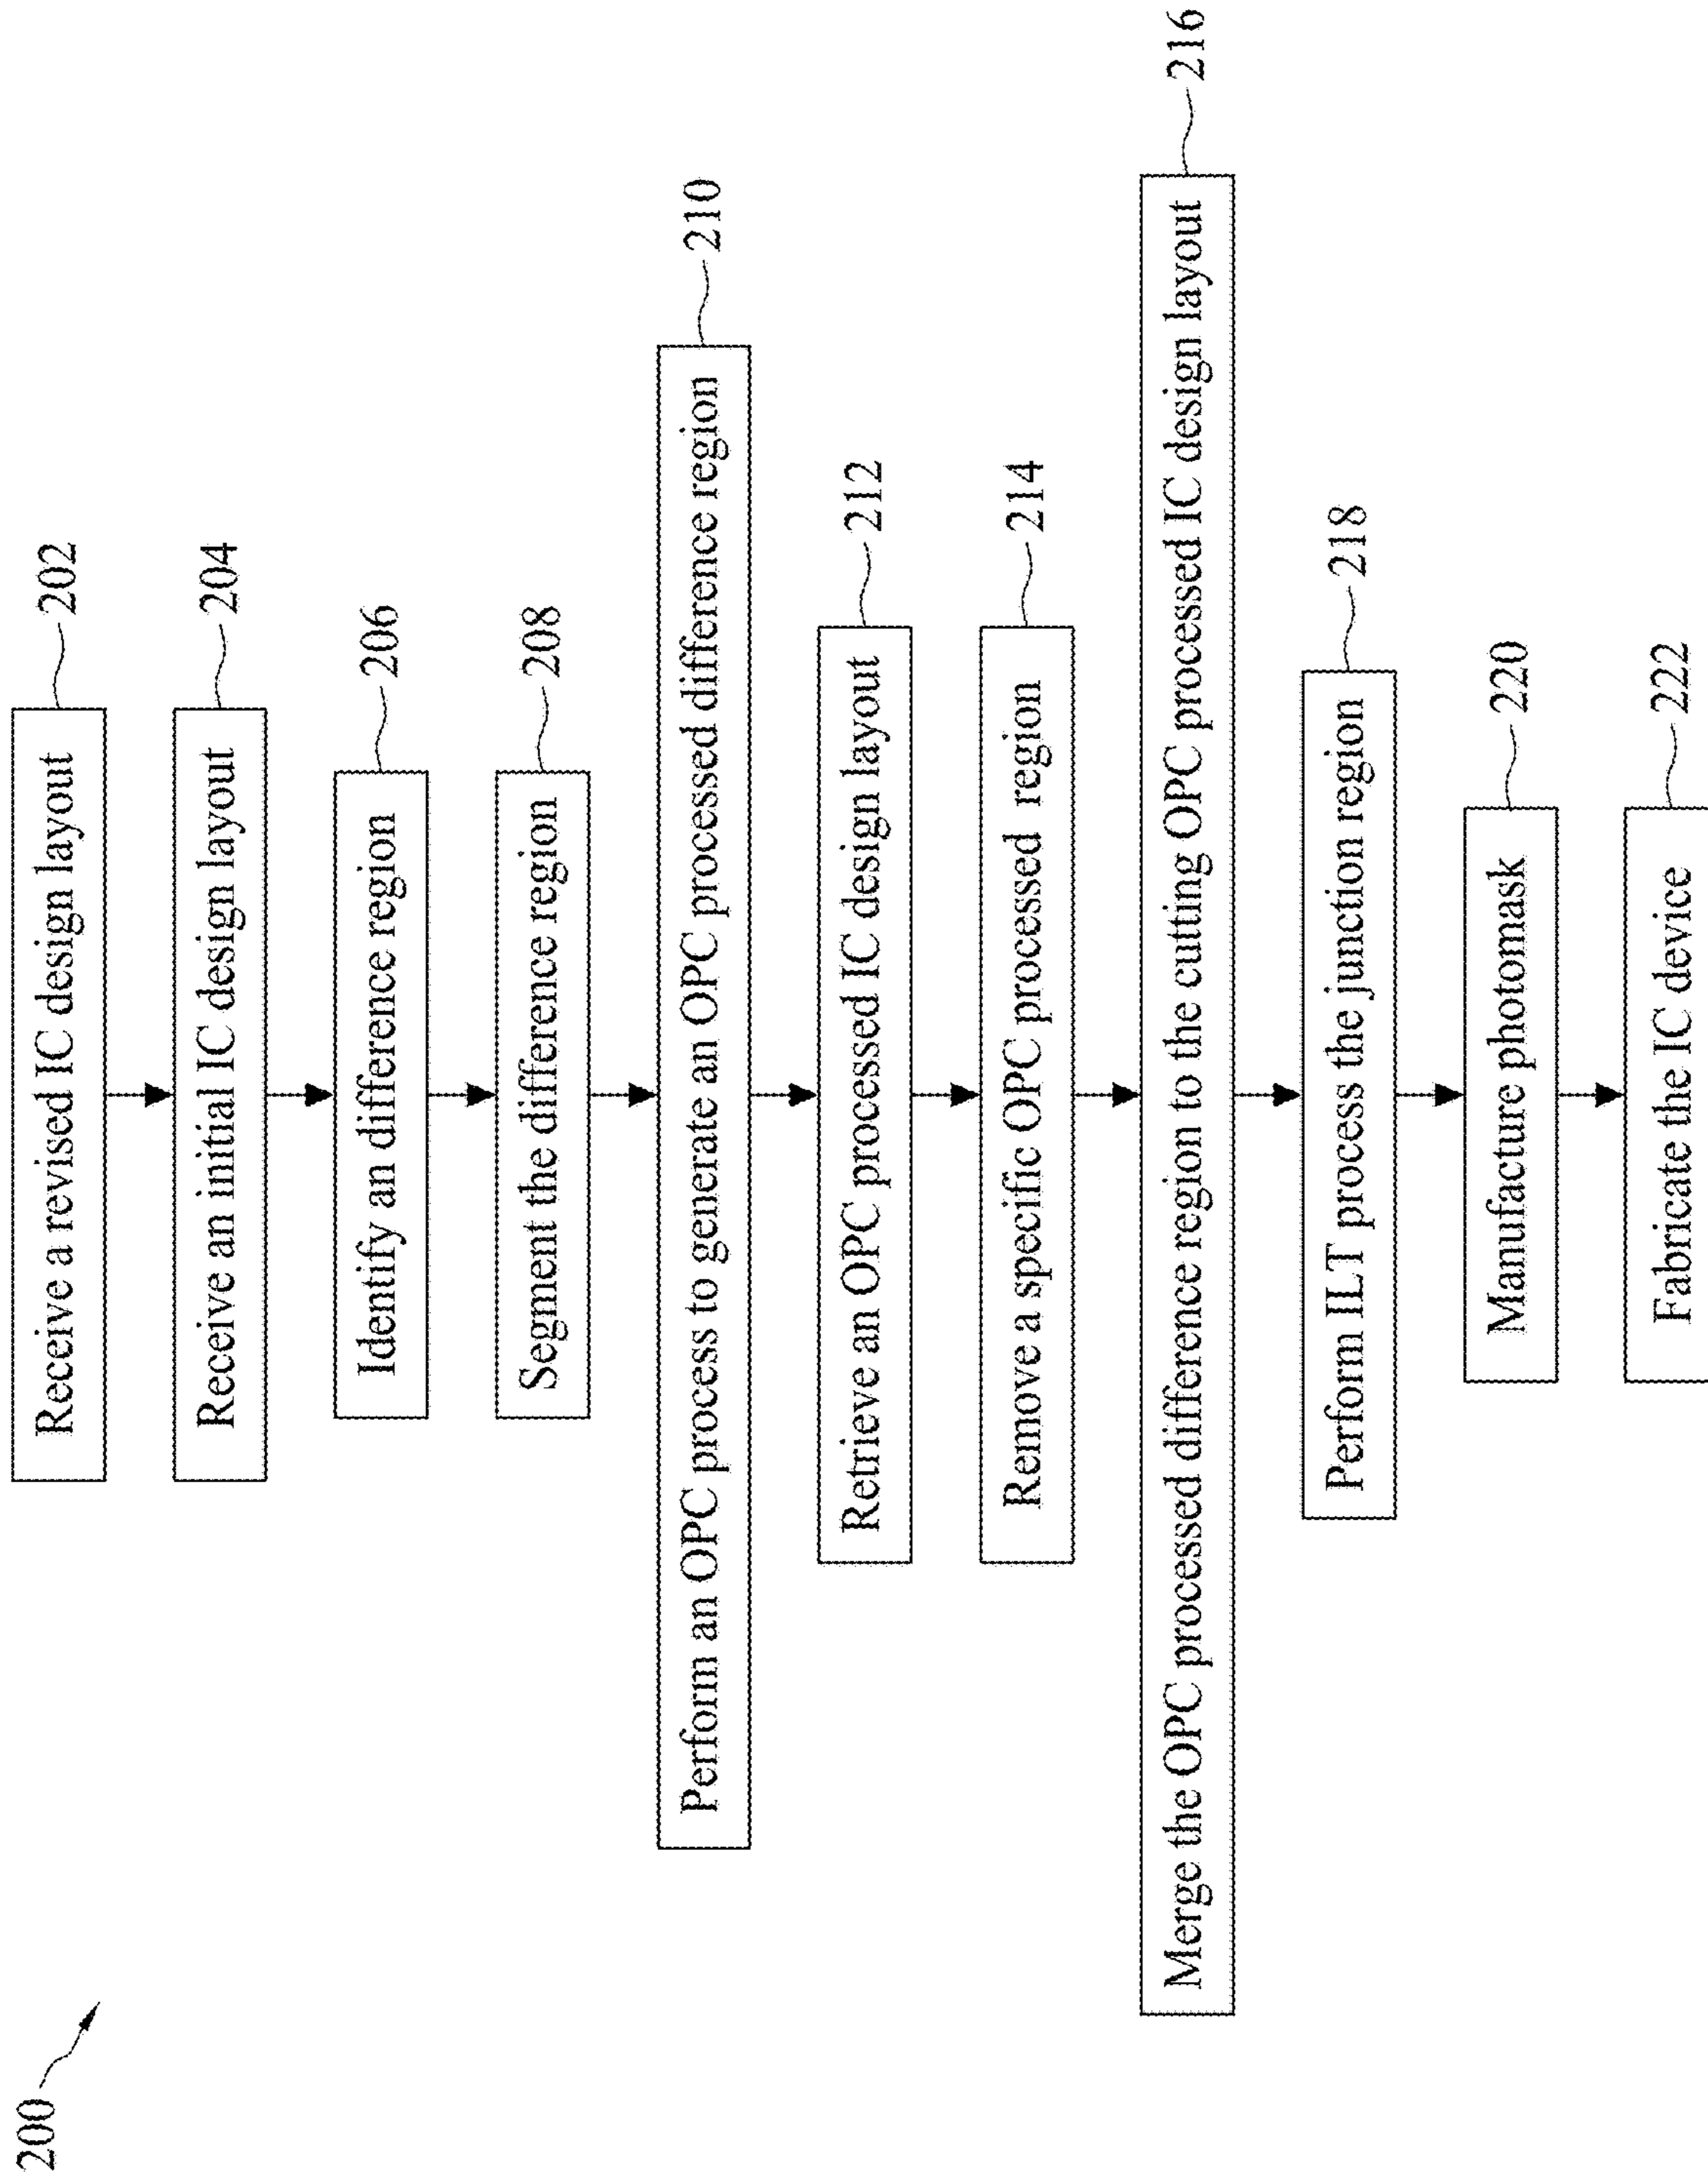 200
Receive a revised IC design layout 202
Receive an initial IC design layout 204
Identify an difference region 206
Segment the difference region 208
Perform an OPC process to generate an OPC processed difference region 210
Retrieve an OPC processed IC design layout 212
Remove a specific OPC processed region 214
Merge the OPC processed difference region to the cutting OPC processed IC design layout 216
Perform ILT process the junction region 218
Manufacture photomask 220
Fabricate the IC device 222